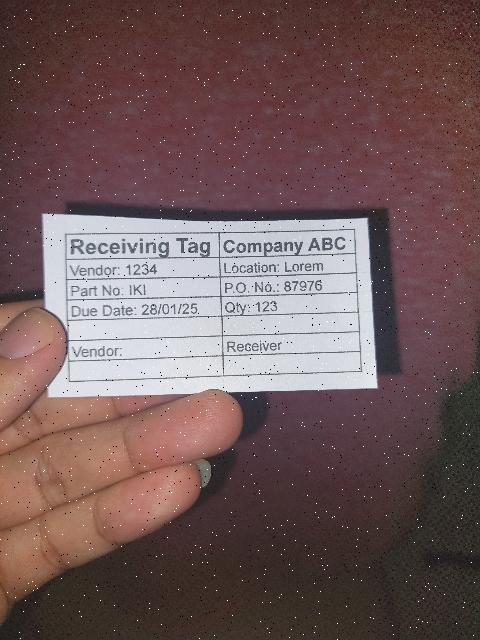 Receiving Tag Company ABC
Vendor: 1234 Location: Lorem
Part No: IKI P.O. No.: 87976
Due Date: 28/01/25 Qty: 123
Vendor: Receiver